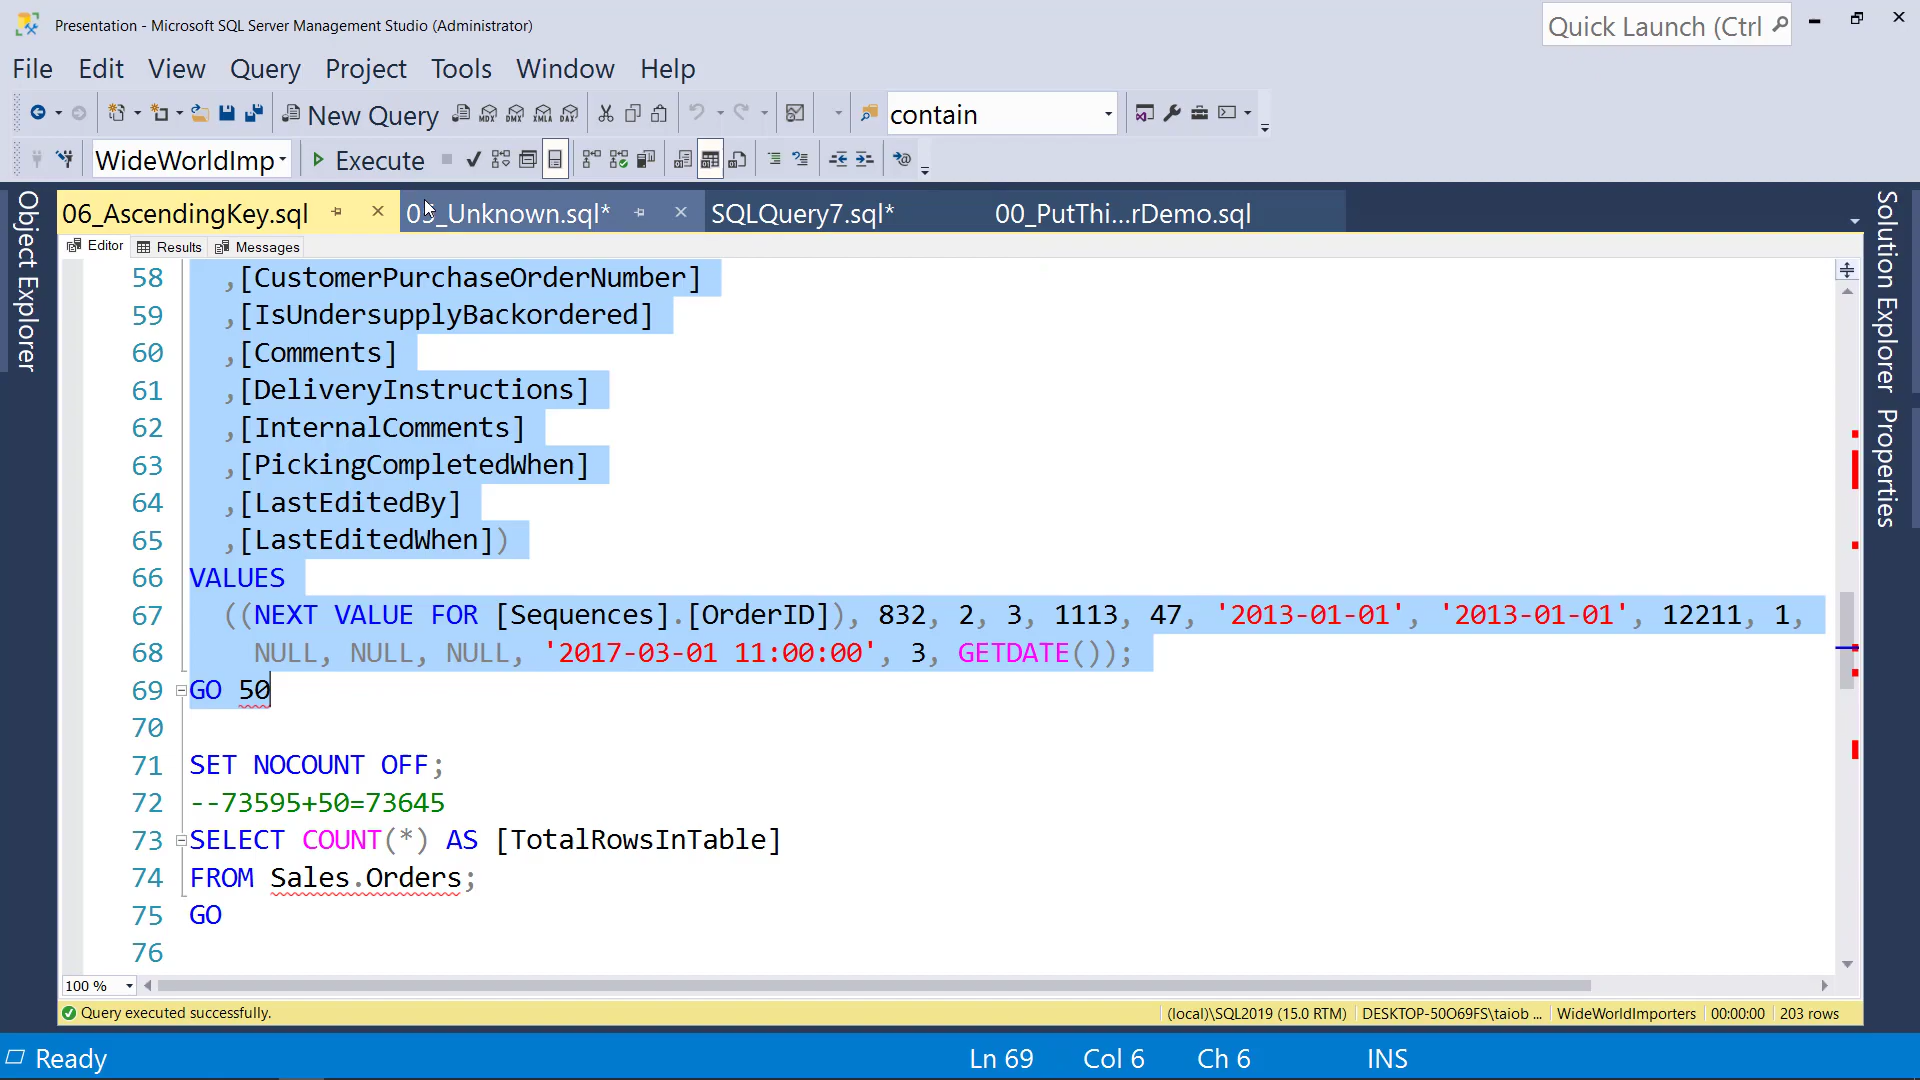 Presentation - Microsoft SQL Server Management Studio (Administrator)
Quick Launch (Ctrl
File Edit View Query Project Tools Window Help
New Query MDX DMX XMLA DAX contain
WideWorldImp Execute
06_AscendingKey.sql SQLQuery7.sql* 00_PutThi...rDemo.sql
Editor Results Messages
Object Explorer
Solution Explorer
Properties
58 ,[CustomerPurchaseOrderNumber]
59 ,[IsUndersupplyBackordered]
60 ,[Comments]
61 ,[DeliveryInstructions]
62 ,[InternalComments]
63 ,[PickingCompletedWhen]
64 ,[LastEditedBy]
65 ,[LastEditedWhen])
66 VALUES
67 ((NEXT VALUE FOR [Sequences].[OrderID]), 832, 2, 3, 1113, 47, '2013-01-01', '2013-01-01', 12211, 1,
68 NULL, NULL, NULL, '2017-03-01 11:00:00', 3, GETDATE());
69 GO 50
70
71 SET NOCOUNT OFF;
72 --73595+50=73645
73 SELECT COUNT(*) AS [TotalRowsInTable]
74 FROM Sales.Orders;
75 GO
76
100 %
Query executed successfully. (local)\SQL2019 (15.0 RTM) DESKTOP-50O69FS\taiob ... WideWorldImporters 00:00:00 203 rows
Ready Ln 69 Col 6 Ch 6 INS